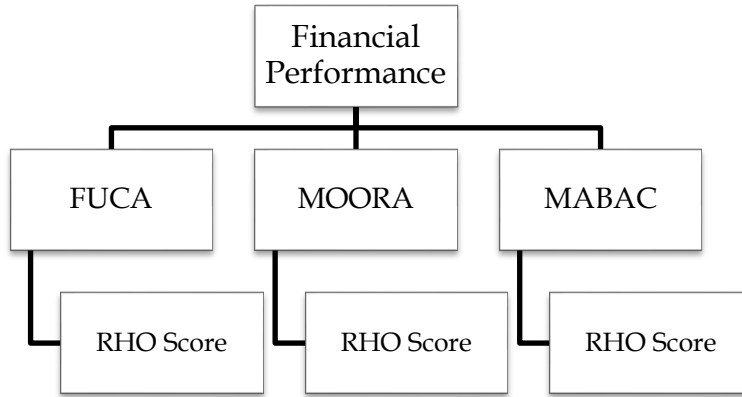 Financial
Performance
FUCA
MOORA
MABAC
RHO Score
RHO Score
RHO Score